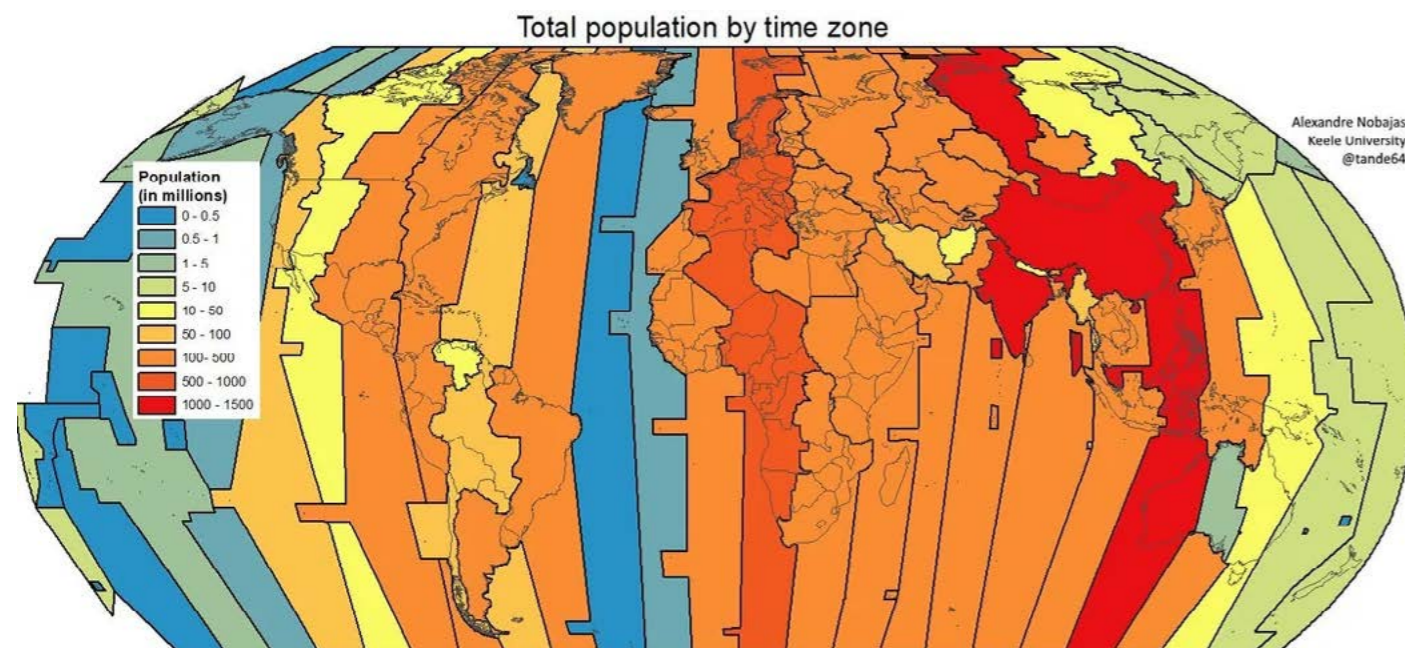 Total population by time zone
Alexandre Nobajas
Keele University
@tande64
Population
(in millions)
0 - 0.5
0.5 - 1
1 - 5
5 - 10
10 - 50
50 - 100
100- 500
500 - 1000
1000 - 1500